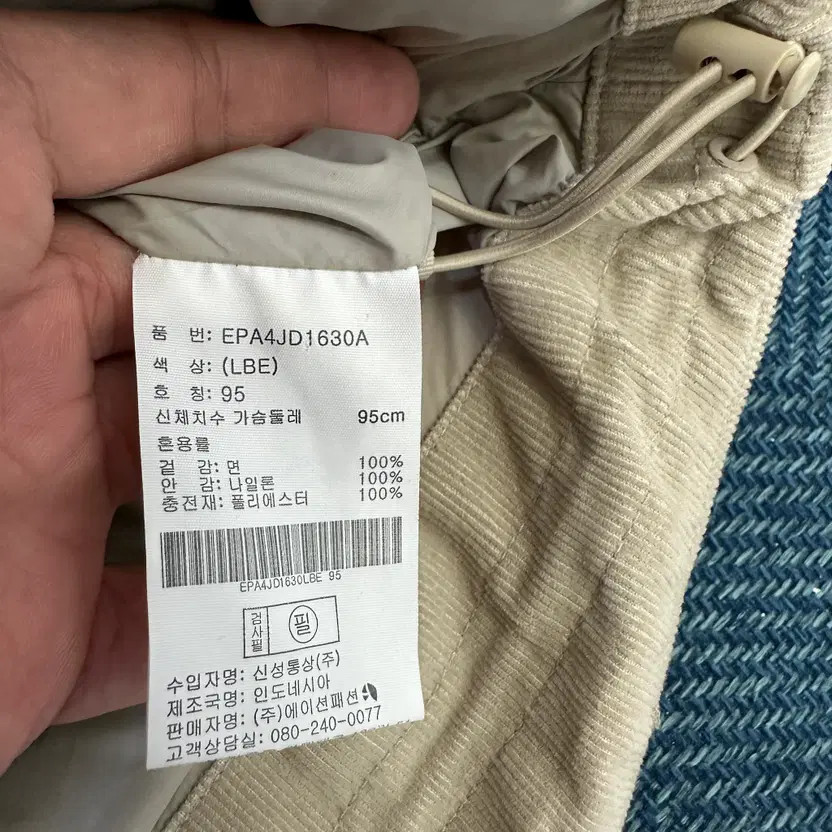 품 번: EPA4JD1630A
색 상: (LBE)
호 칭: 95
신체치수 가슴둘레 95cm
혼용률
겉 감: 면 100%
안 감: 나일론 100%
충전재: 폴리에스터 100%
EPA4JD1630LBE 95
검사필 필
수입자명: 신성통상(주)
제조국명: 인도네시아
판매자명: (주)에이션패션
고객상담실: 080-240-0077